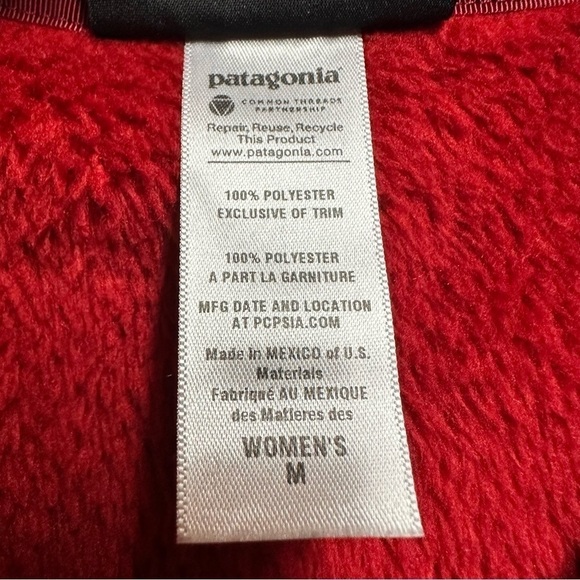 patagonia
COMMON THREADS
PARTNERSHIP
Repair, Reuse, Recycle
This Product
www.patagonia.com
100% POLYESTER
EXCLUSIVE OF TRIM
100% POLYESTER
A PART LA GARNITURE
MFG DATE AND LOCATION
AT PCPSIA.COM
Made in MEXICO of U.S.
Materials
Fabriqué AU MEXIQUE
des Matieres des
WOMEN'S
M